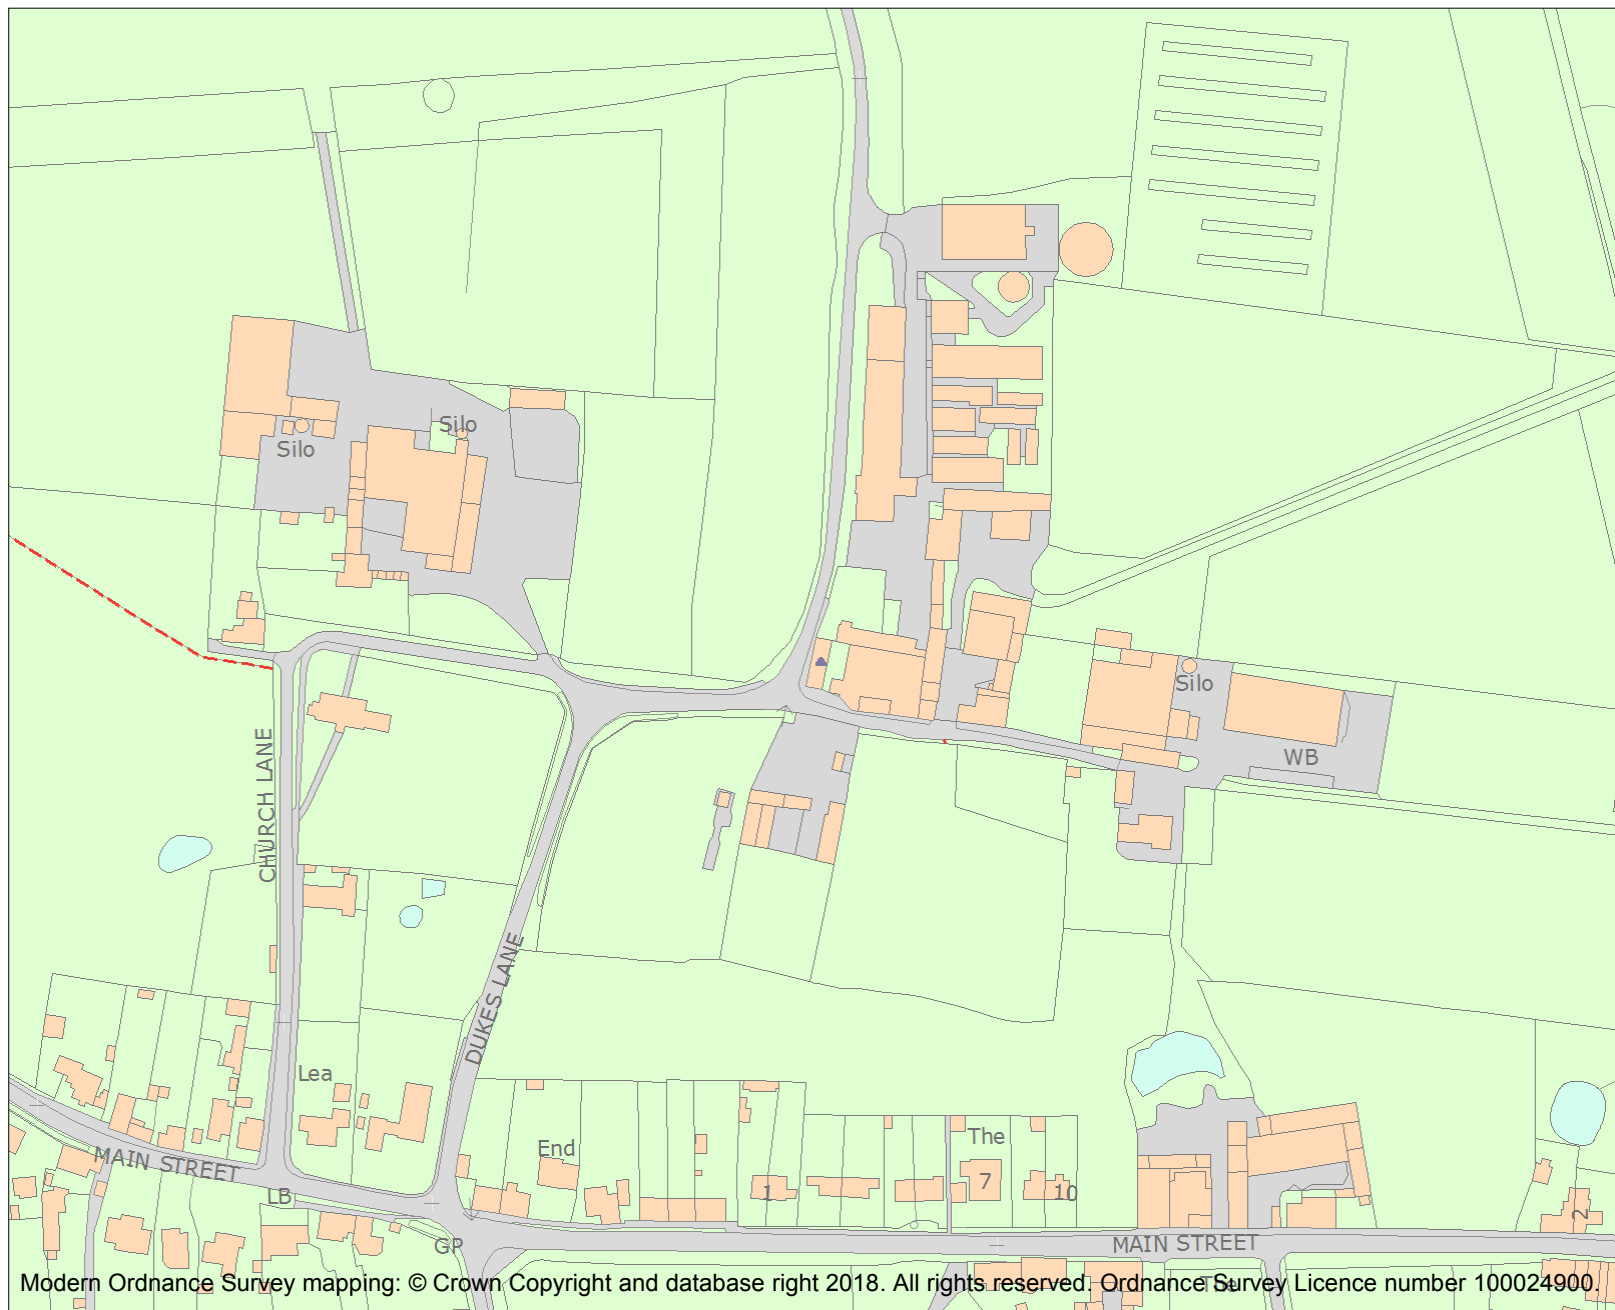 Silo
Silo
Silo
WB
CHURCH LANE
DUKES LANE
Lea
End
The
7
1
10
MAIN STREET
LB
GP
MAIN STREET
2
The
Modern Ordnance Survey mapping: © Crown Copyright and database right 2018. All rights reserved. Ordnance Survey Licence number 100024900.